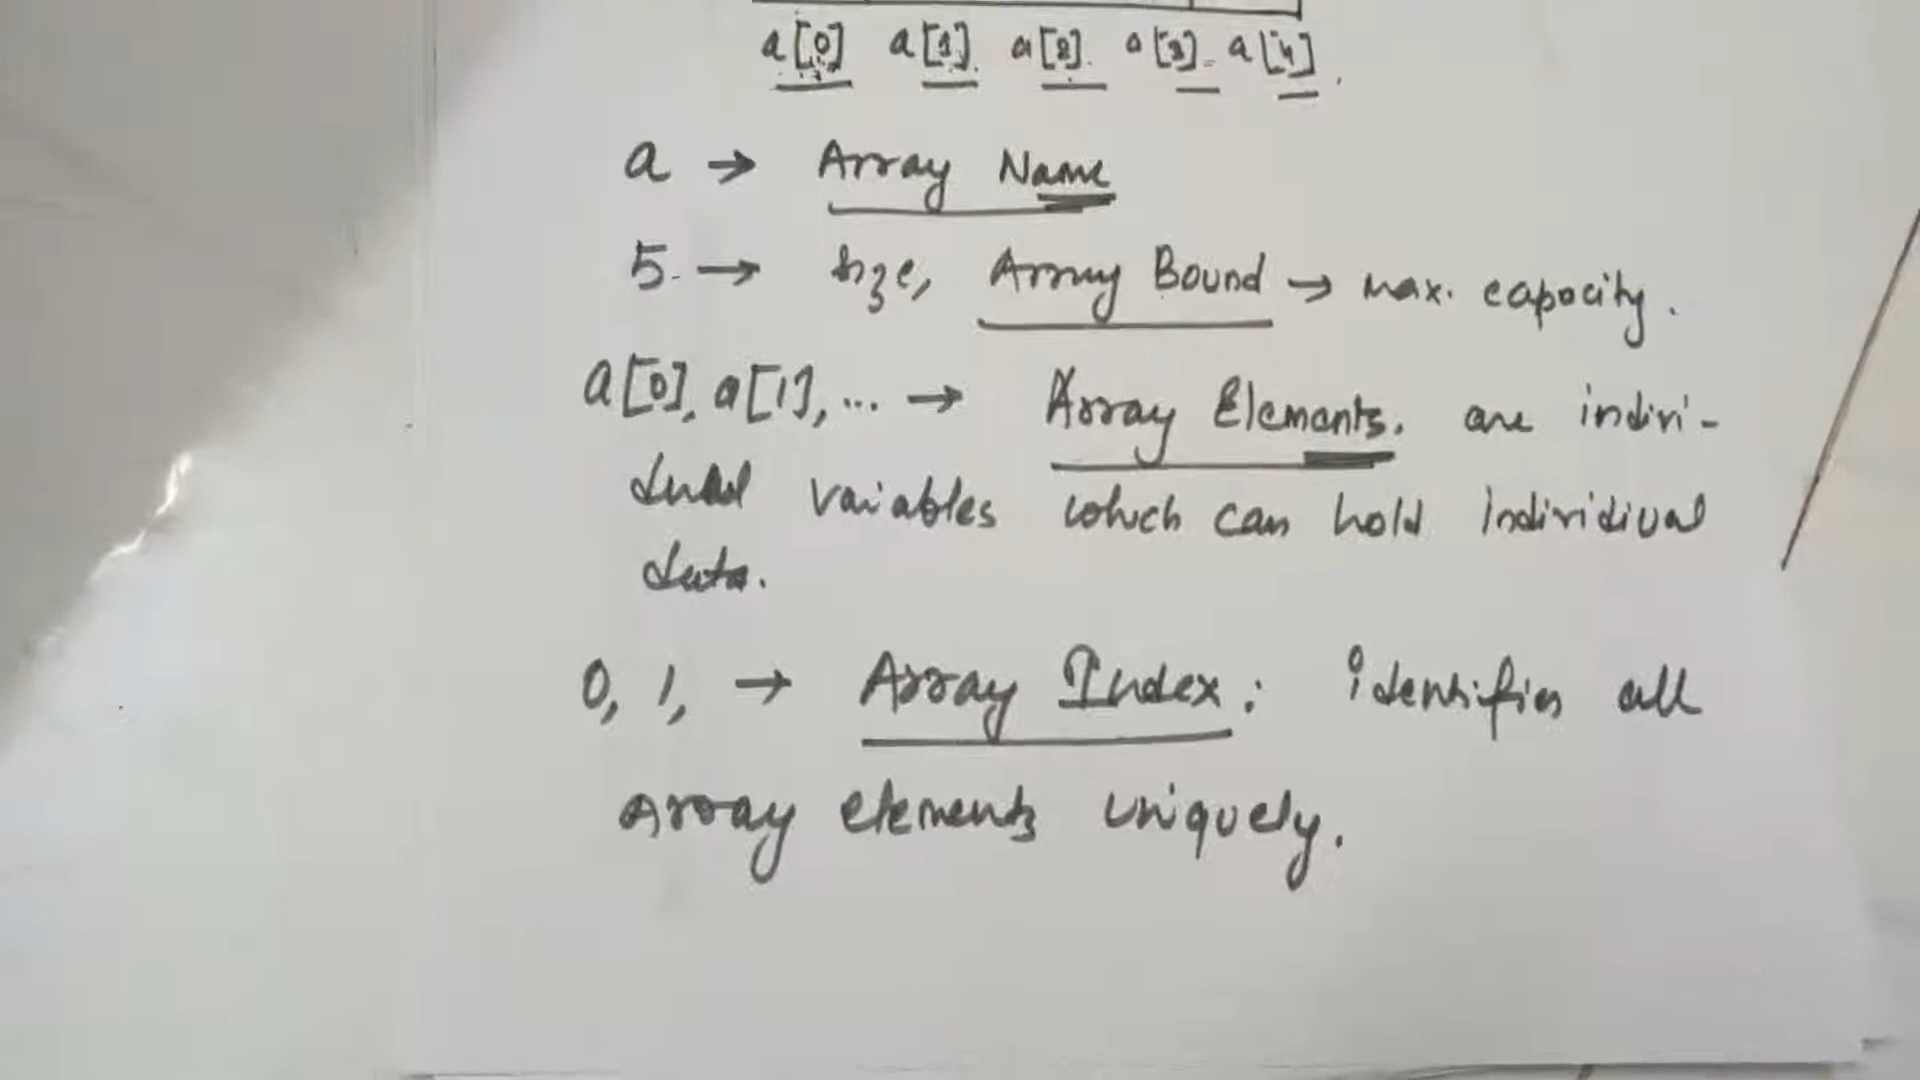 a[0] a[1] a[2] a[3] a[4]
a → Array Name
5 → size, Array Bound → max. capacity.
a[0], a[1], ... → Array Elements. are indivi-
dual variables which can hold individival
data.
0, 1, → Array Index: identifies all
array elements uniquely.